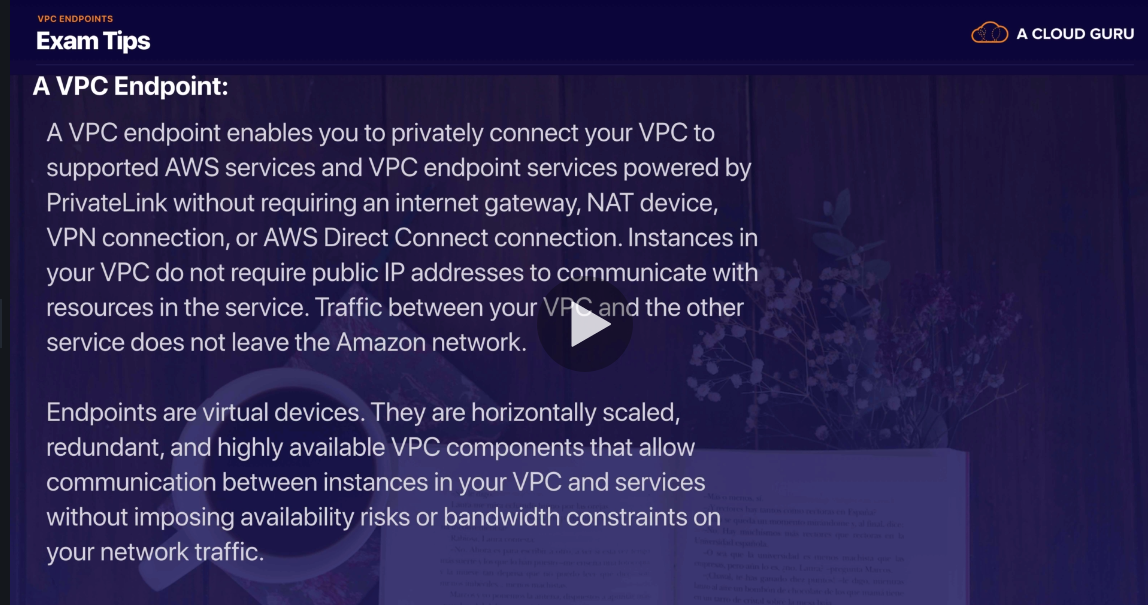 VPC ENDPOINTS
Exam Tips
A CLOUD GURU
A VPC Endpoint:
A VPC endpoint enables you to privately connect your VPC to
supported AWS services and VPC endpoint services powered by
PrivateLink without requiring an internet gateway, NAT device,
VPN connection, or AWS Direct Connect connection. Instances in
your VPC do not require public IP addresses to communicate with
resources in the service. Traffic between your VPC and the other
service does not leave the Amazon network.
Endpoints are virtual devices. They are horizontally scaled,
redundant, and highly available VPC components that allow
communication between instances in your VPC and services
without imposing availability risks or bandwidth constraints on
your network traffic.